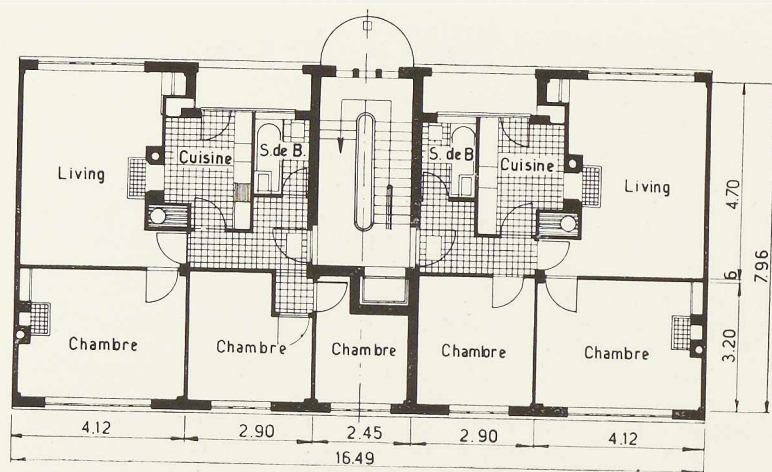 Living
Cuisine
S. de B.
S. de B
Cuisine
Living
Chambre
Chambre
Chambre
Chambre
Chambre
4.70
6
7.96
3.20
4.12
2.90
2.45
2.90
4.12
16.49